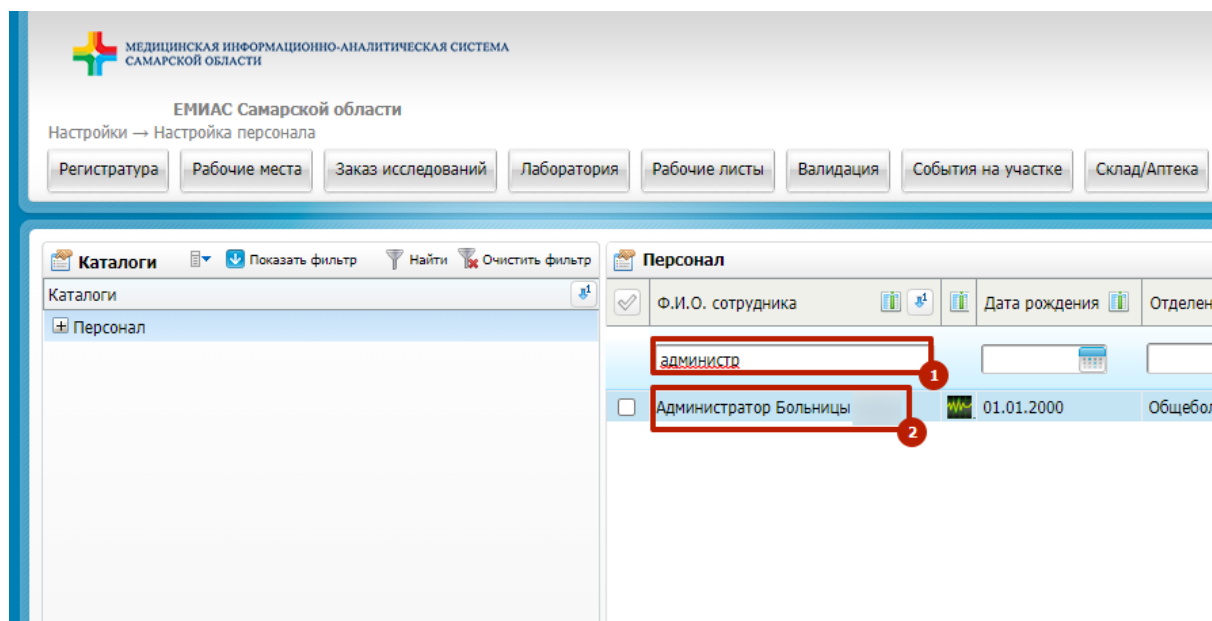 МЕДИЦИНСКАЯ ИНФОРМАЦИОННО-АНАЛИТИЧЕСКАЯ СИСТЕМА
САМАРСКОЙ ОБЛАСТИ
ЕМИАС Самарской области
Настройки → Настройка персонала
Регистратура Рабочие места Заказ исследований Лаборатория Рабочие листы Валидация События на участке Склад/Аптека
Каталоги Показать фильтр Найти Очистить фильтр
Каталоги
Персонал
Персонал
Ф.И.О. сотрудника Дата рождения Отделен
администр
1
Администратор Больницы 01.01.2000 Общебол
2